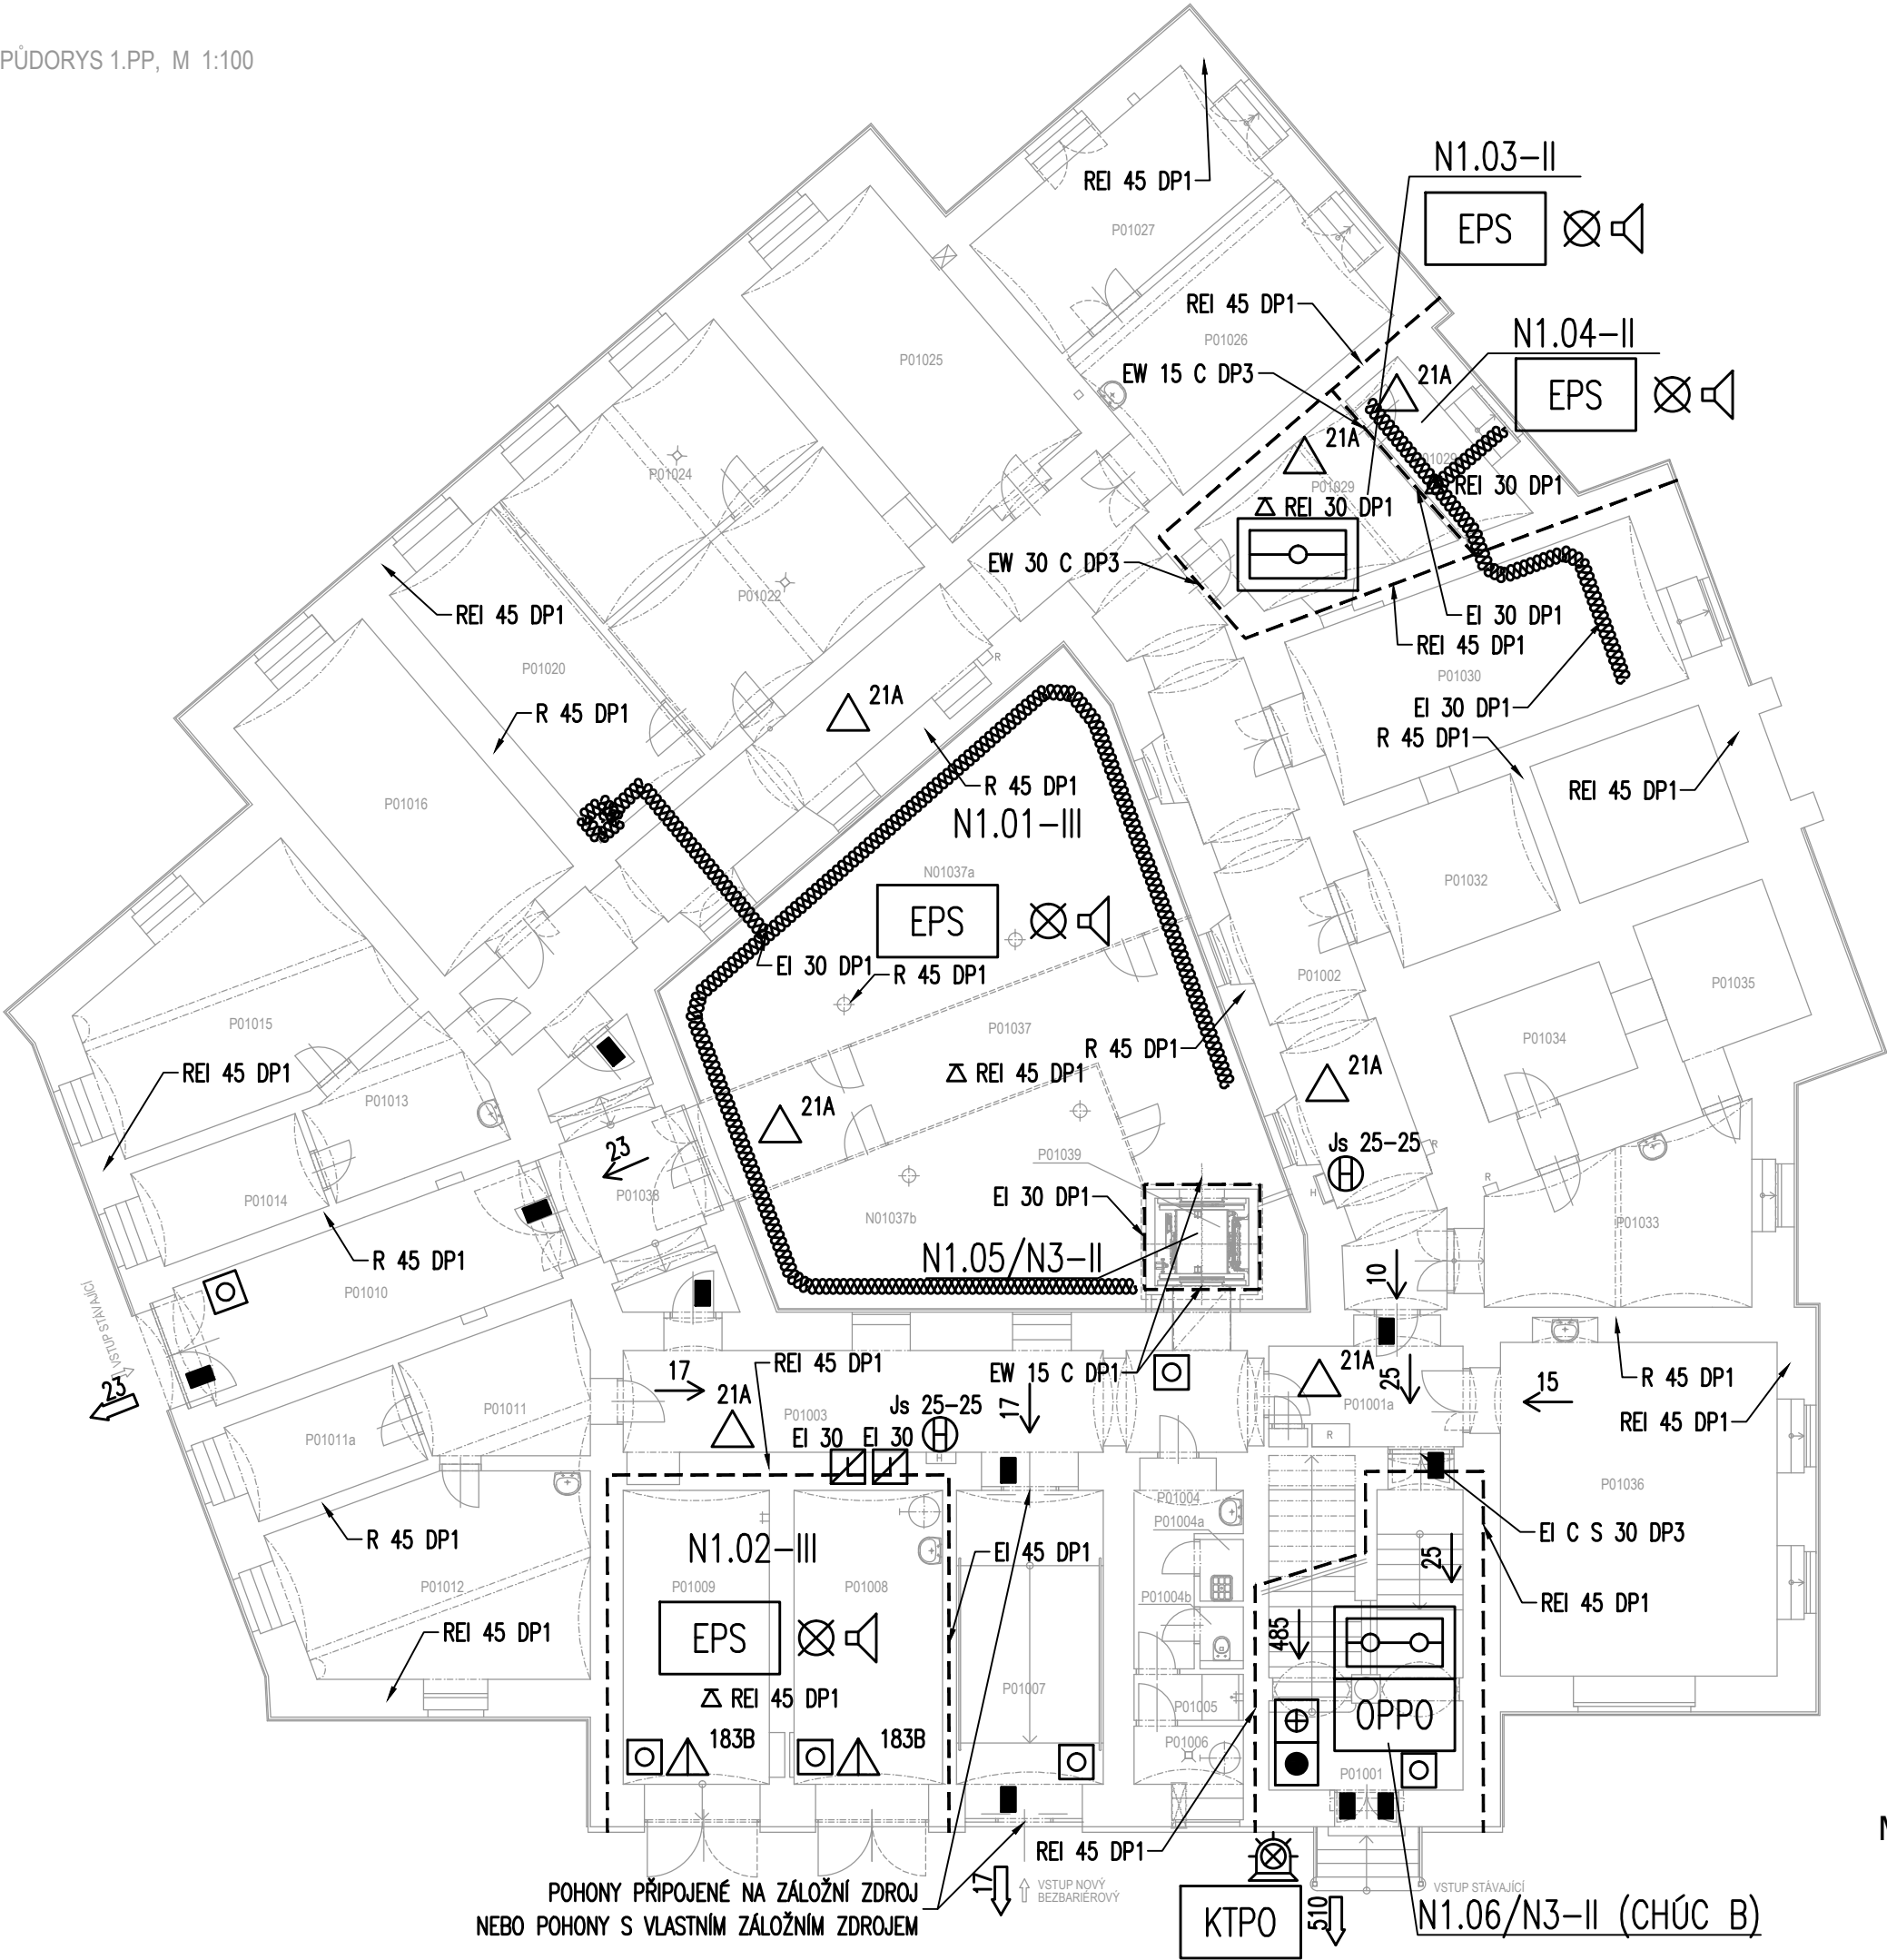 PŮDORYS 1.PP, M 1:100
N1.03-II
REI 45 DP1
EPS
P01027
REI 45 DP1
N1.04-II
P01026
P01025
EW 15 C DP3
21A
EPS
21A
P01024
REI 30 DP1
P01029
REI 30 DP1
EW 30 C DP3
P01022
REI 45 DP1
EI 30 DP1
REI 45 DP1
P01020
P01030
21A
R 45 DP1
EI 30 DP1
R 45 DP1
R 45 DP1
REI 45 DP1
P01016
N1.01-III
N01037a
P01032
EPS
EI 30 DP1
R 45 DP1
P01002
P01035
P01015
P01037
P01034
R 45 DP1
REI 45 DP1
REI 45 DP1
21A
P01013
21A
Js 25-25
H
23
P01039
P01014
P01038
EI 30 DP1
N01037b
P01033
R 45 DP1
N1.05/N3-II
P01010
VSTUP STÁVAJÍCÍ
10
23
17
REI 45 DP1
EW 15 C DP1
21A
25
15
R 45 DP1
21A
Js 25-25
17
P01011
P01003
P01001a
REI 45 DP1
EI 30
EI 30
H
R
P01011a
P01036
P01004
R 45 DP1
N1.02-III
EI 45 DP1
P01004a
EI C S 30 DP3
25
P01012
P01009
P01008
P01004b
REI 45 DP1
REI 45 DP1
EPS
485
P01007
REI 45 DP1
P01005
OPPO
183B
183B
P01006
P01001
REI 45 DP1
POHONY PŘIPOJENÉ NA ZÁLOŽNÍ ZDROJ
NEBO POHONY S VLASTNÍM ZÁLOŽNÍM ZDROJEM
17
VSTUP NOVÝ
BEZBARIÉROVÝ
KTPO
510
VSTUP STÁVAJÍCÍ
N1.06/N3-II (CHÚC B)